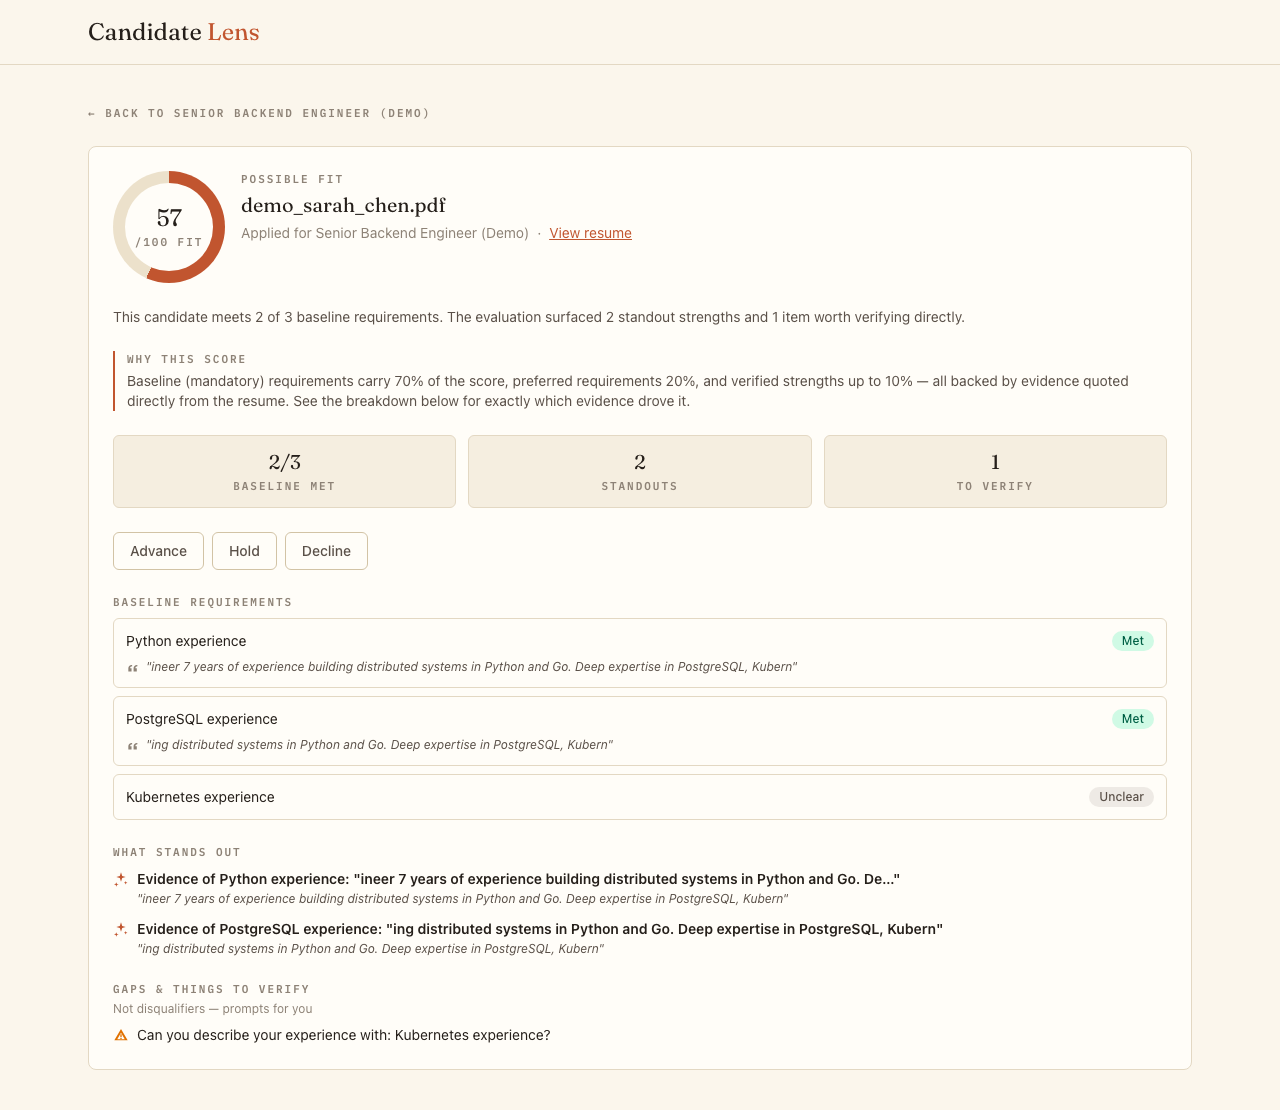 Candidate Lens
← BACK TO SENIOR BACKEND ENGINEER (DEMO)
57
/100 FIT
POSSIBLE FIT
demo_sarah_chen.pdf
Applied for Senior Backend Engineer (Demo) · View resume
This candidate meets 2 of 3 baseline requirements. The evaluation surfaced 2 standout strengths and 1 item worth verifying directly.
WHY THIS SCORE
Baseline (mandatory) requirements carry 70% of the score, preferred requirements 20%, and verified strengths up to 10% — all backed by evidence quoted
directly from the resume. See the breakdown below for exactly which evidence drove it.
2/3
BASELINE MET
2
STANDOUTS
1
TO VERIFY
Advance
Hold
Decline
BASELINE REQUIREMENTS
Python experience
Met
"ineer 7 years of experience building distributed systems in Python and Go. Deep expertise in PostgreSQL, Kubern"
PostgreSQL experience
Met
"ing distributed systems in Python and Go. Deep expertise in PostgreSQL, Kubern"
Kubernetes experience
Unclear
WHAT STANDS OUT
Evidence of Python experience: "ineer 7 years of experience building distributed systems in Python and Go. De..."
"ineer 7 years of experience building distributed systems in Python and Go. Deep expertise in PostgreSQL, Kubern"
Evidence of PostgreSQL experience: "ing distributed systems in Python and Go. Deep expertise in PostgreSQL, Kubern"
"ing distributed systems in Python and Go. Deep expertise in PostgreSQL, Kubern"
GAPS & THINGS TO VERIFY
Not disqualifiers — prompts for you
Can you describe your experience with: Kubernetes experience?